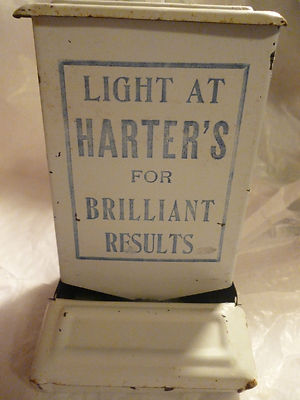 LIGHT AT
HARTER'S
FOR
BRILLIANT
RESULTS